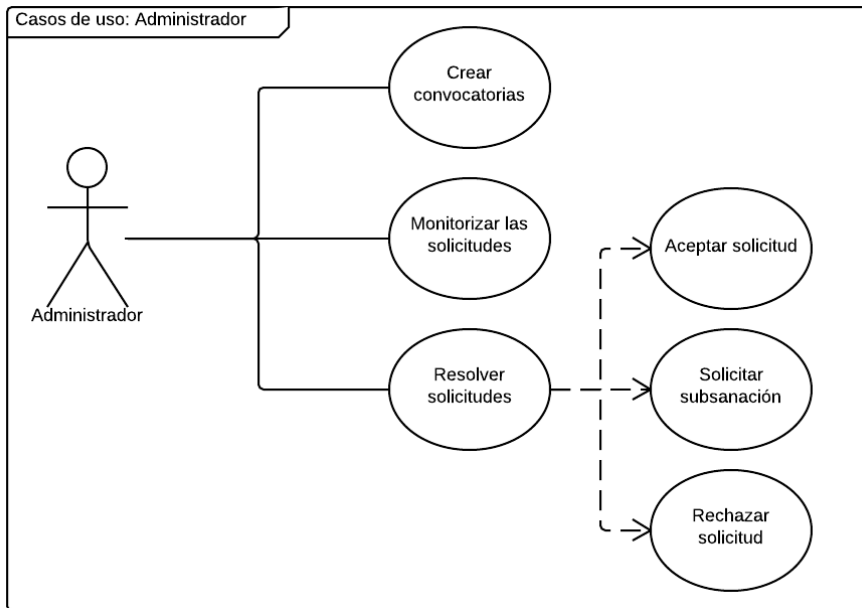 Casos de uso: Administrador
Crear
convocatorias
Monitorizar las
solicitudes
Aceptar solicitud
Administrador
Resolver
solicitudes
Solicitar
subsanación
Rechazar
solicitud